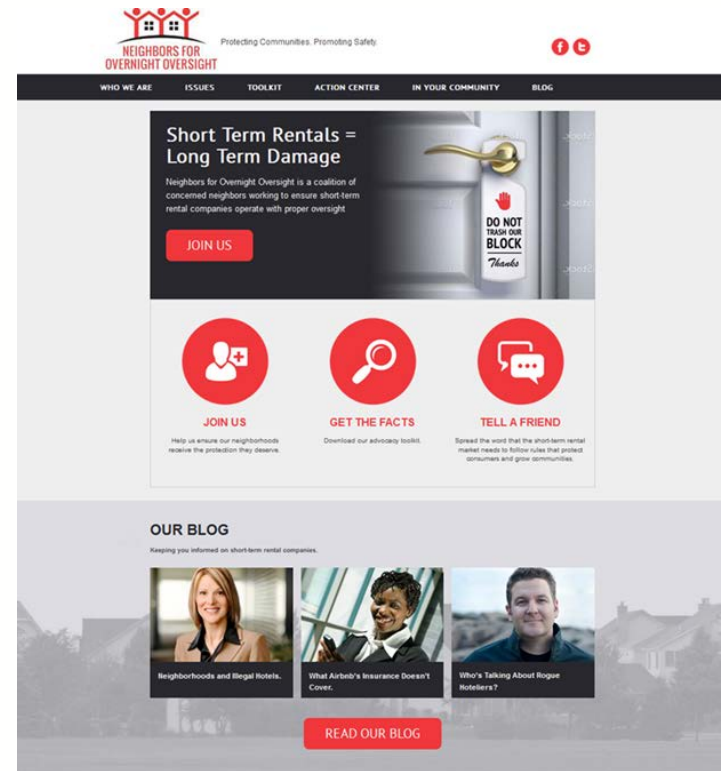 NEIGHBORS FOR
OVERNIGHT OVERSIGHT
Protecting Communities. Promoting Safety.
WHO WE ARE ISSUES TOOLKIT ACTION CENTER IN YOUR COMMUNITY BLOG
Short Term Rentals =
Long Term Damage
Neighbors for Overnight Oversight is a coalition of
concerned neighbors working to ensure short-term
rental companies operate with proper oversight
JOIN US
DO NOT
TRASH OUR
BLOCK
Thanks
JOIN US
Help us ensure our neighborhoods
receive the protection they deserve.
GET THE FACTS
Download our advocacy toolkit.
TELL A FRIEND
Spread the word that the short-term rental
market needs to follow rules that protect
consumers and grow communities.
OUR BLOG
Keeping you informed on short-term rental companies.
Neighborhoods and Illegal Hotels.
What Airbnb's Insurance Doesn't
Cover.
Who's Talking About Rogue
Hoteliers?
READ OUR BLOG